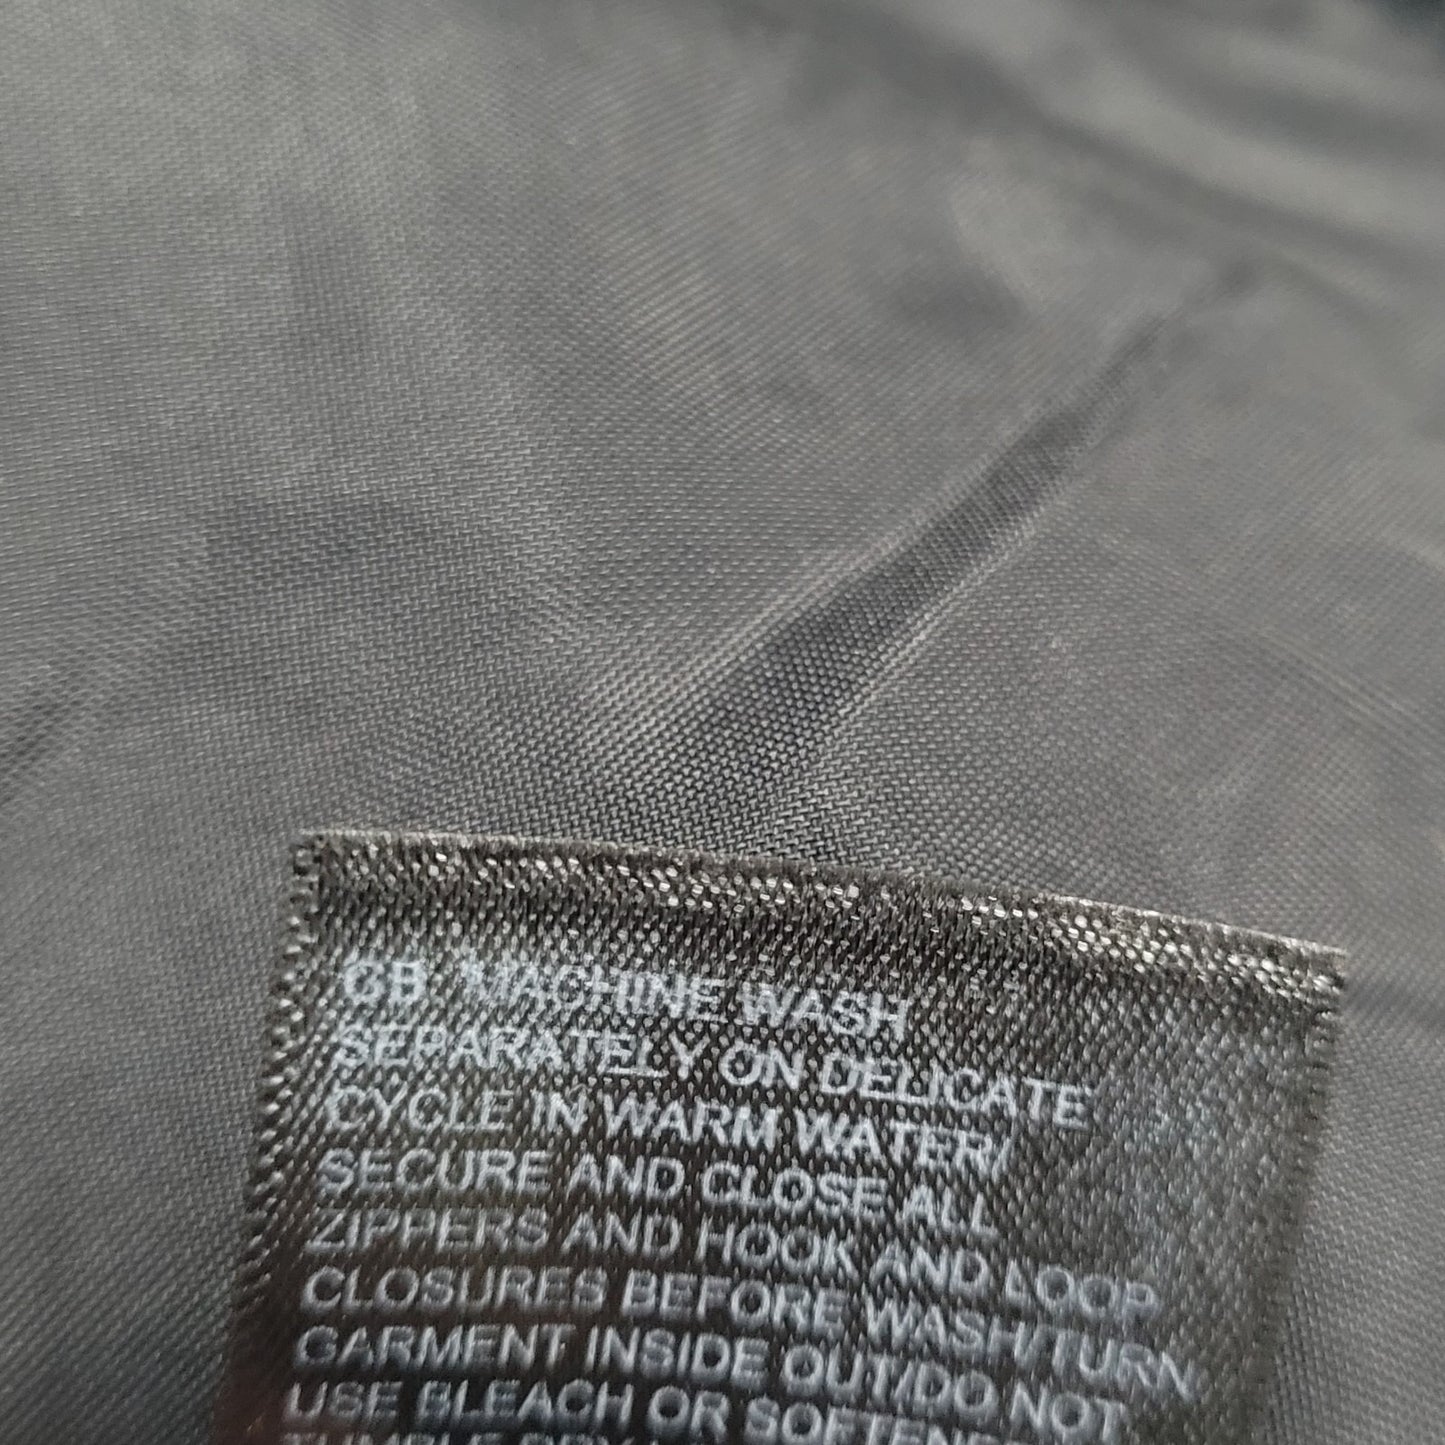 GB: MACHINE WASH
SEPARATELY ON DELICATE
CYCLE IN WARM WATER/
SECURE AND CLOSE ALL
ZIPPERS AND HOOK AND LOOP
CLOSURES BEFORE WASH/TURN
GARMENT INSIDE OUT/DO NOT
USE BLEACH OR SOFTENE